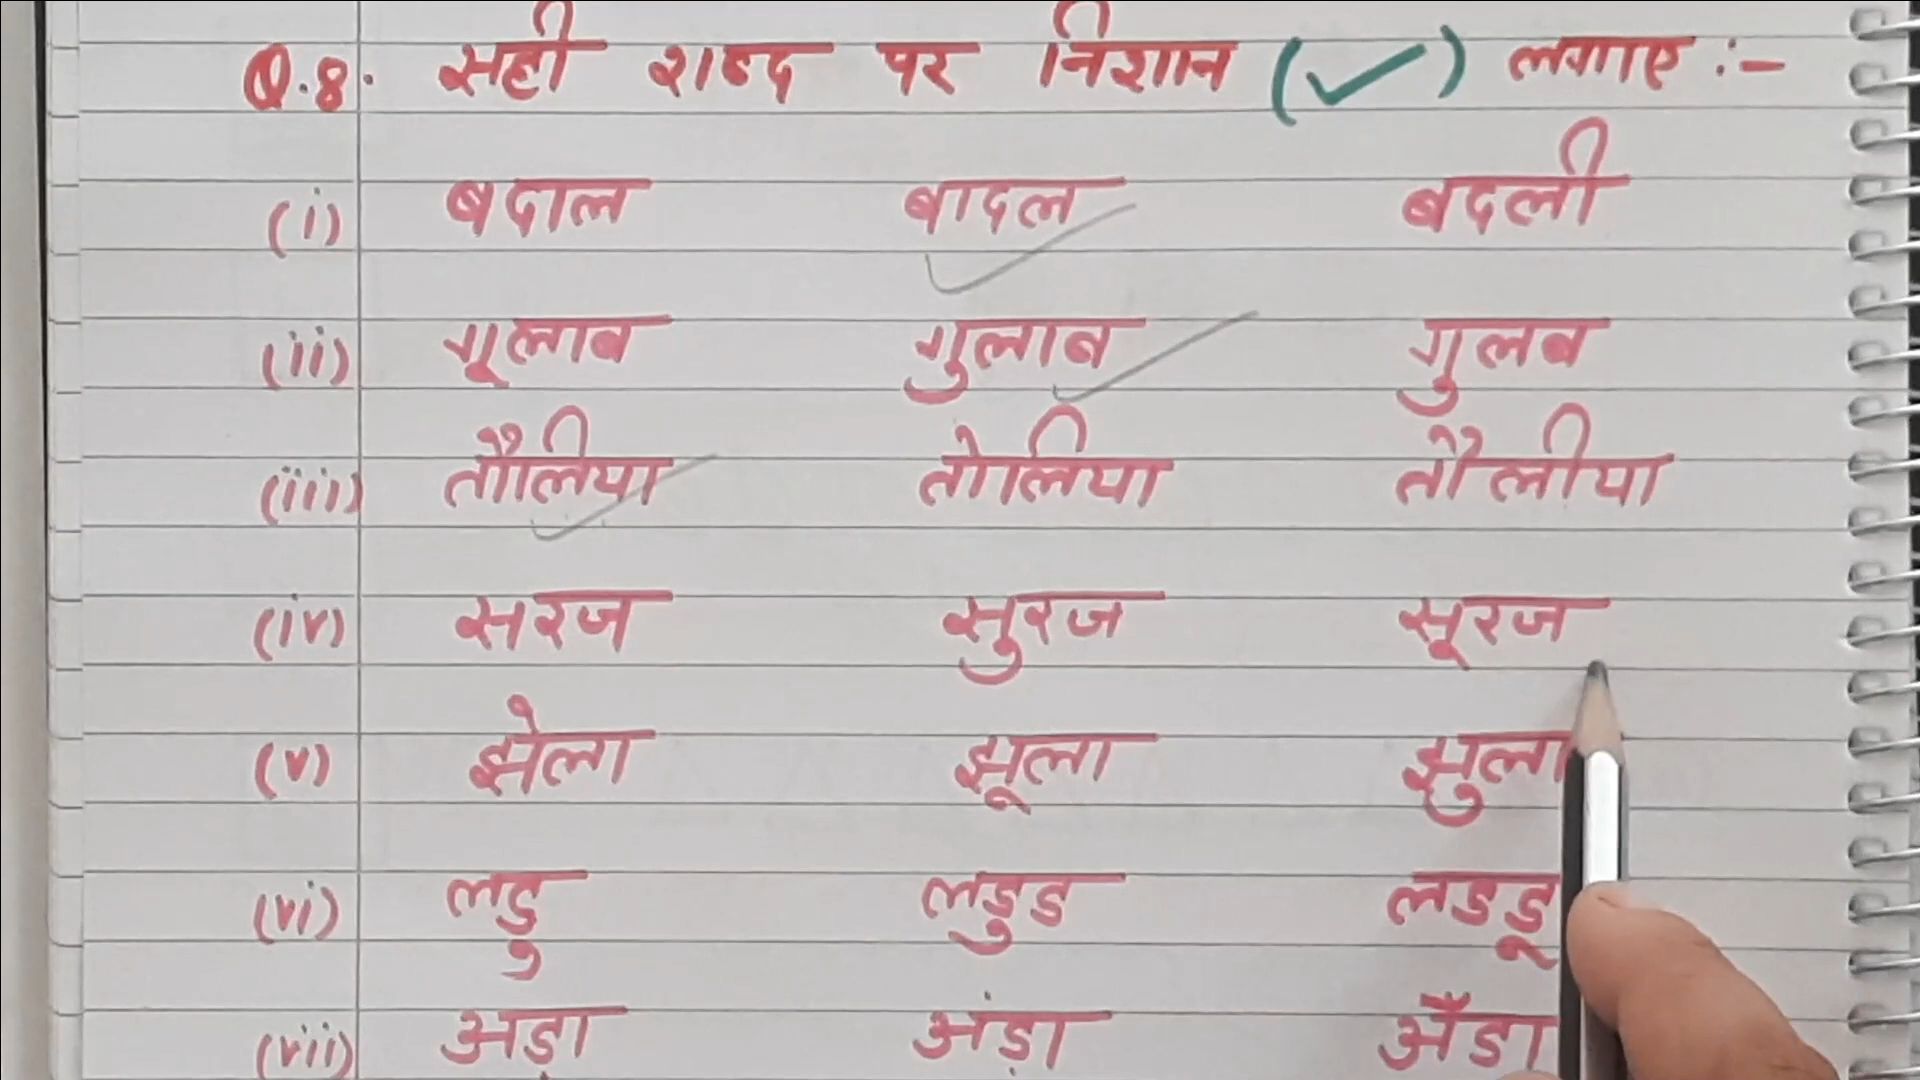 Q.8. सही शब्द पर निशान (✓) लगाए :-
(i) बदाल बादल बदली
(ii) गूलाब गुलाब गुलब
(iii) तौलिया तोलिया तौलीया
(iv) सरज सुरज सूरज
(v) झेला झूला झुला
(vi) लडु लडुड लडडू
(vii) अड़ा अंड़ा अँडा